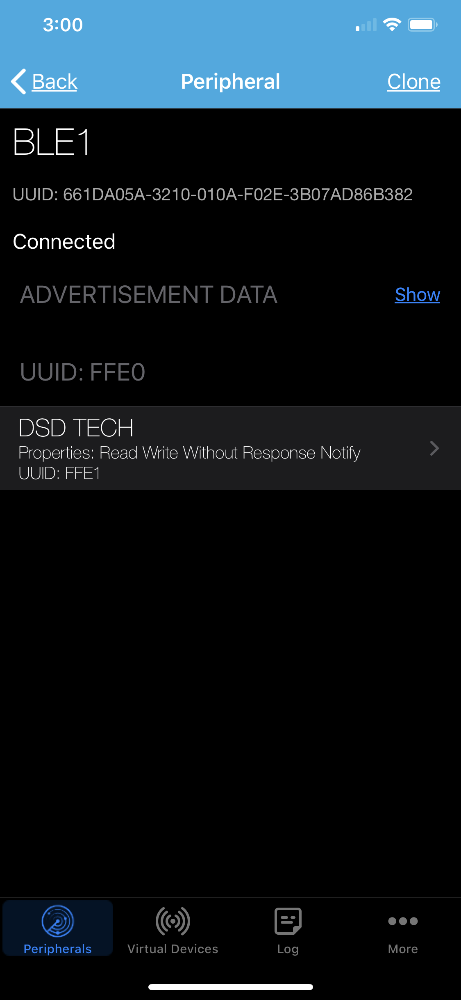 3:00
Back
Peripheral
Clone
BLE1
UUID: 661DA05A-3210-010A-F02E-3B07AD86B382
Connected
ADVERTISEMENT DATA
Show
UUID: FFE0
DSD TECH
Properties: Read Write Without Response Notify
UUID: FFE1
Peripherals
Virtual Devices
Log
More